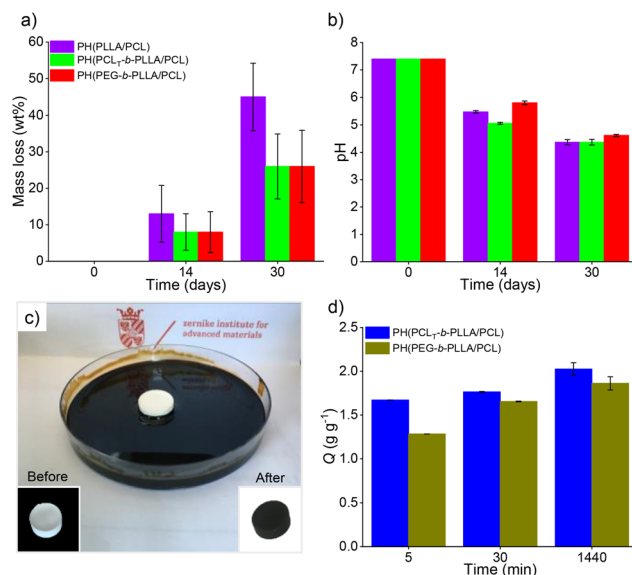 a)
PH(PLLA/PCL)
PH(PCLT-b-PLLA/PCL)
PH(PEG-b-PLLA/PCL)
Mass loss (wt%)
60
50
40
30
20
10
0
0 14 30
Time (days)
b)
pH
8
7
6
5
4
3
2
1
0
0 14 30
Time (days)
c)
xernike institute for
advanced materials
Before
After
d)
PH(PCLT-b-PLLA/PCL)
PH(PEG-b-PLLA/PCL)
Q (g g-1)
2.5
2.0
1.5
1.0
0.5
0.0
5 30 1440
Time (min)